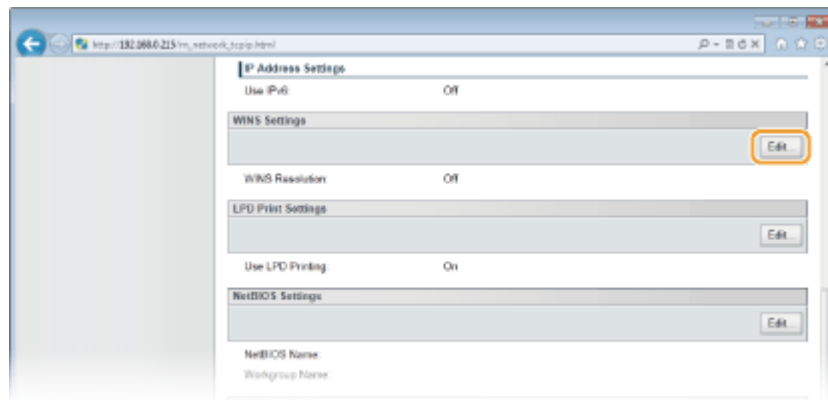 http://192.168.0.215/m_network_tcpip.html
IP Address Settings
Use IPv6: Off
WINS Settings
Edit...
WINS Resolution: Off
LPD Print Settings
Edit...
Use LPD Printing: On
NetBIOS Settings
Edit...
NetBIOS Name:
Workgroup Name: